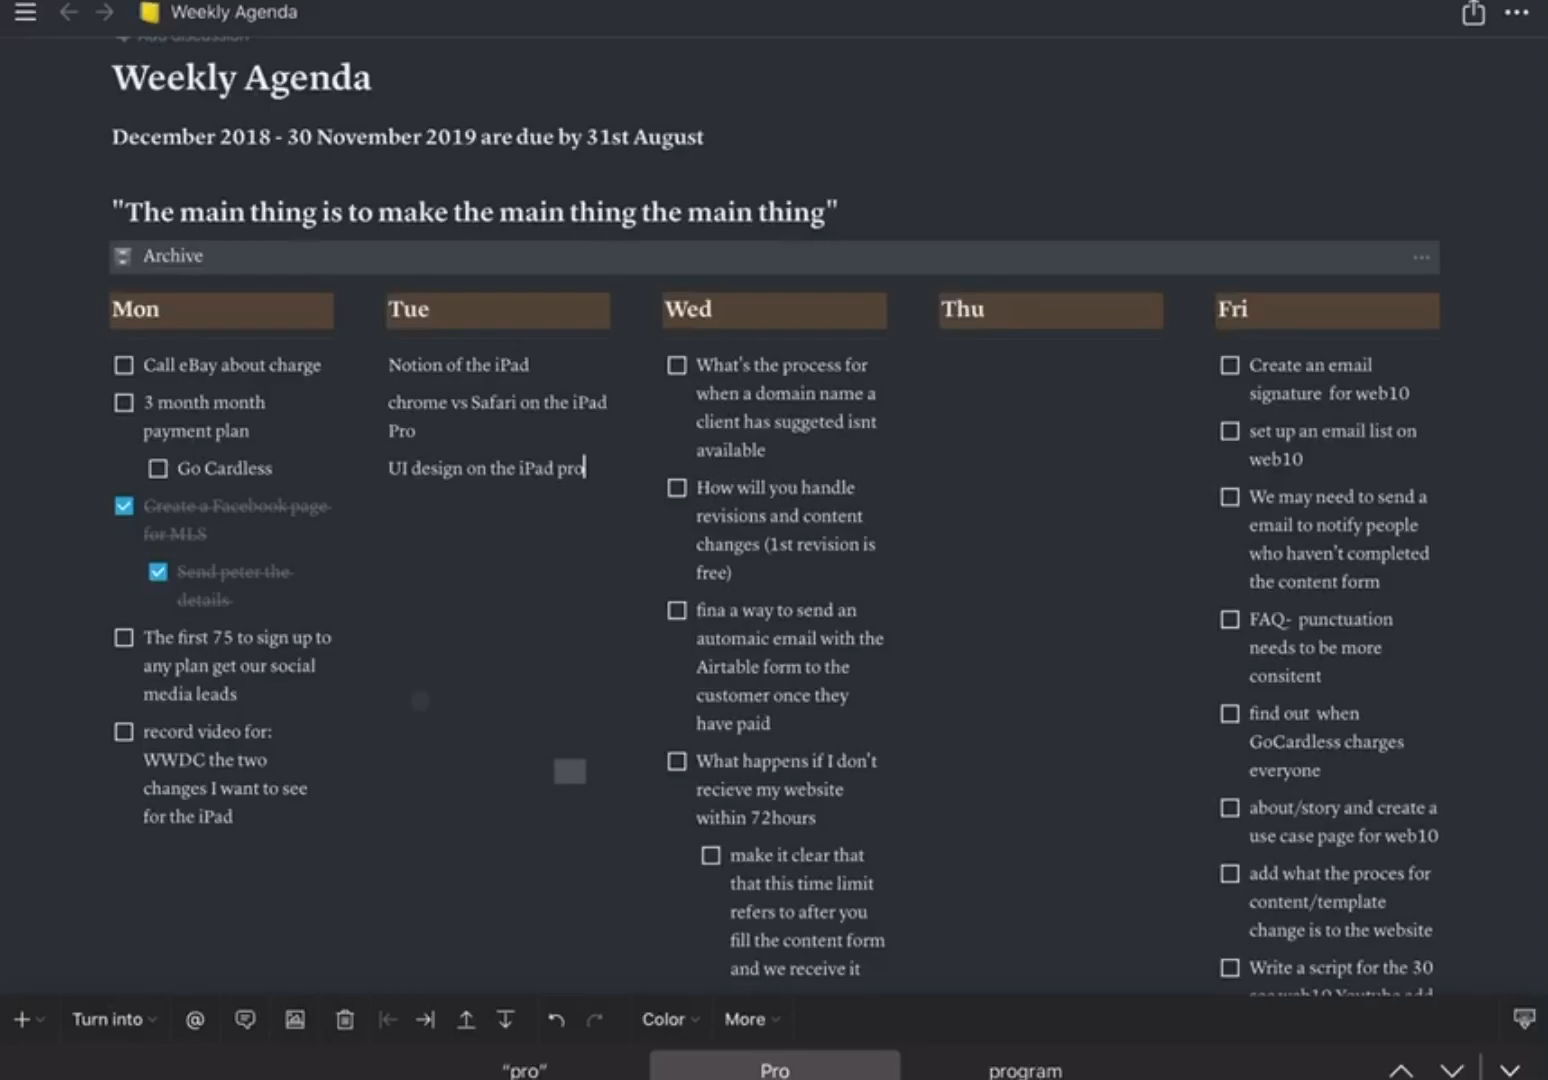 Weekly Agenda
Add discussion
Weekly Agenda
December 2018 - 30 November 2019 are due by 31st August
"The main thing is to make the main thing the main thing"
Archive
Mon
Call eBay about charge
3 month month
payment plan
Go Cardless
Create a Facebook page
for MLS
Send peter the
details
The first 75 to sign up to
any plan get our social
media leads
record video for:
WWDC the two
changes I want to see
for the iPad
Tue
Notion of the iPad
chrome vs Safari on the iPad
Pro
UI design on the iPad pro
Wed
What's the process for
when a domain name a
client has suggeted isnt
available
How will you handle
revisions and content
changes (1st revision is
free)
fina a way to send an
automaic email with the
Airtable form to the
customer once they
have paid
What happens if I don't
recieve my website
within 72hours
make it clear that
that this time limit
refers to after you
fill the content form
and we receive it
Thu
Fri
Create an email
signature for web10
set up an email list on
web10
We may need to send a
email to notify people
who haven't completed
the content form
FAQ- punctuation
needs to be more
consitent
find out when
GoCardless charges
everyone
about/story and create a
use case page for web10
add what the proces for
content/template
change is to the website
Write a script for the 30
sec web10 Youtube add
Turn into
@
Color
More
"pro"
Pro
program